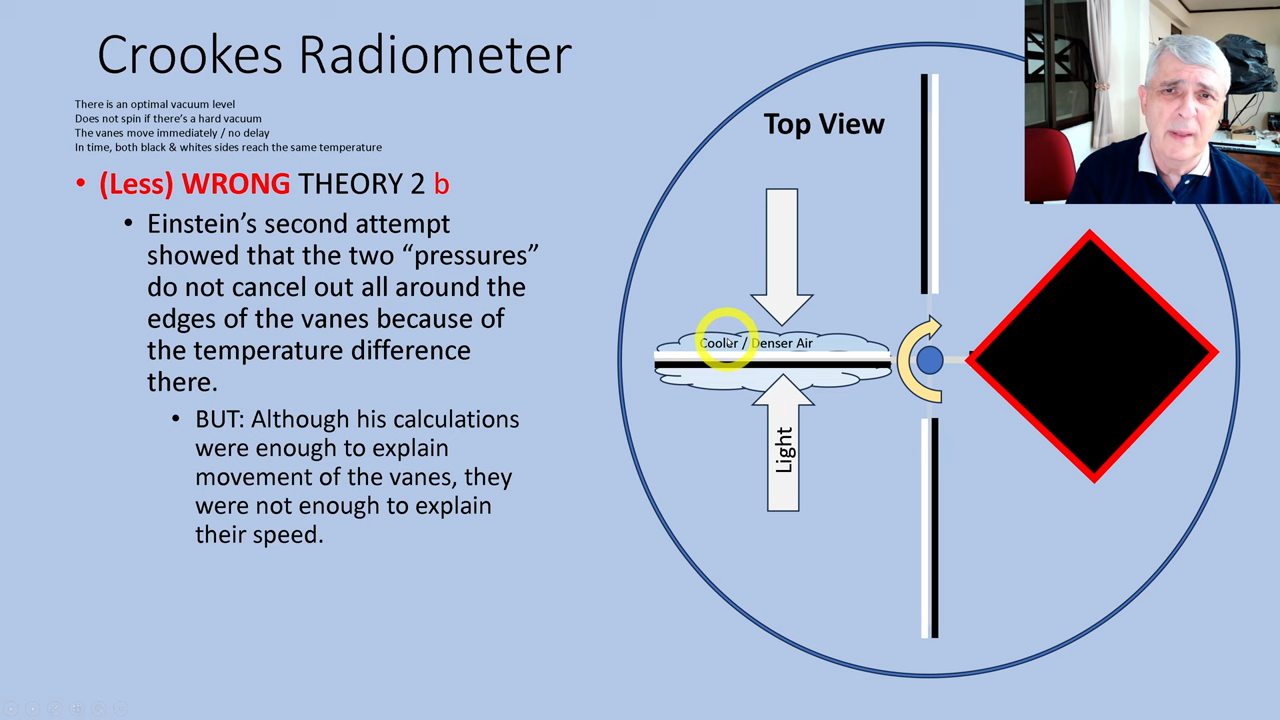 Crookes Radiometer
There is an optimal vacuum level
Does not spin if there's a hard vacuum
The vanes move immediately / no delay
In time, both black & whites sides reach the same temperature
• (Less) WRONG THEORY 2 b
• Einstein's second attempt
showed that the two “pressures”
do not cancel out all around the
edges of the vanes because of
the temperature difference
there.
• BUT: Although his calculations
were enough to explain
movement of the vanes, they
were not enough to explain
their speed.
Top View
Cooler / Denser Air
Light